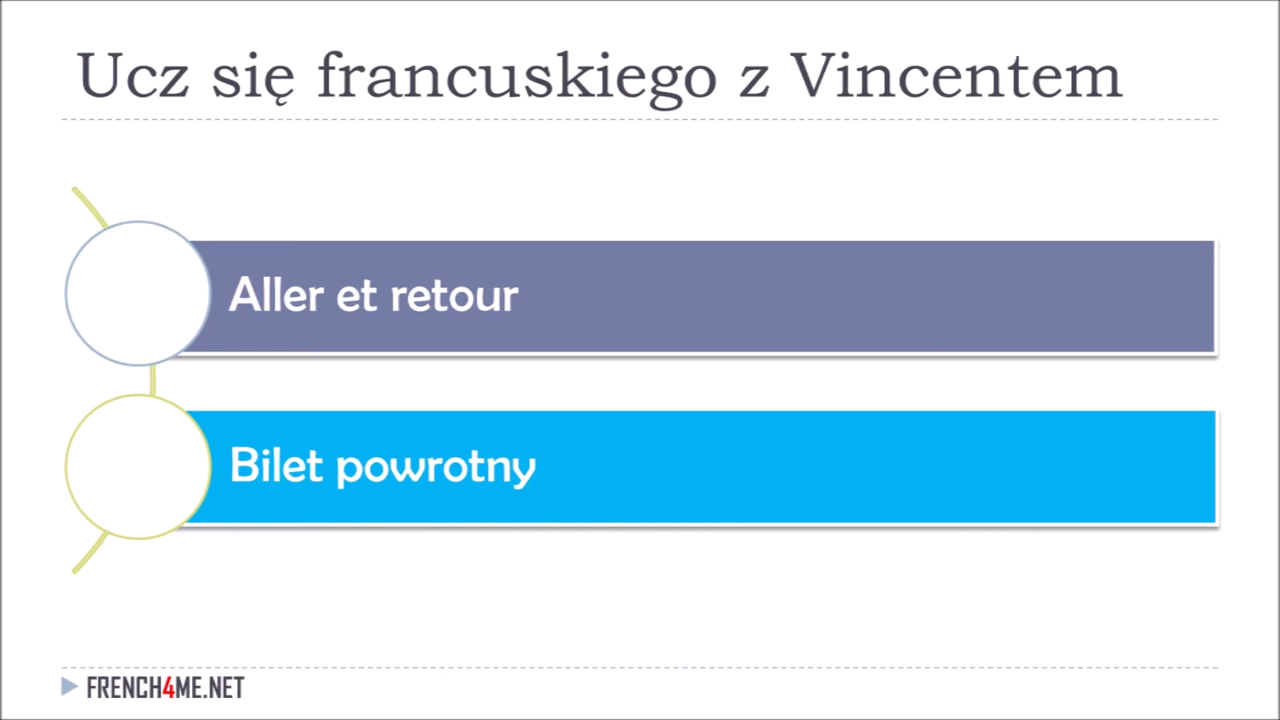 Ucz się francuskiego z Vincentem
Aller et retour
Bilet powrotny
FRENCH4ME.NET